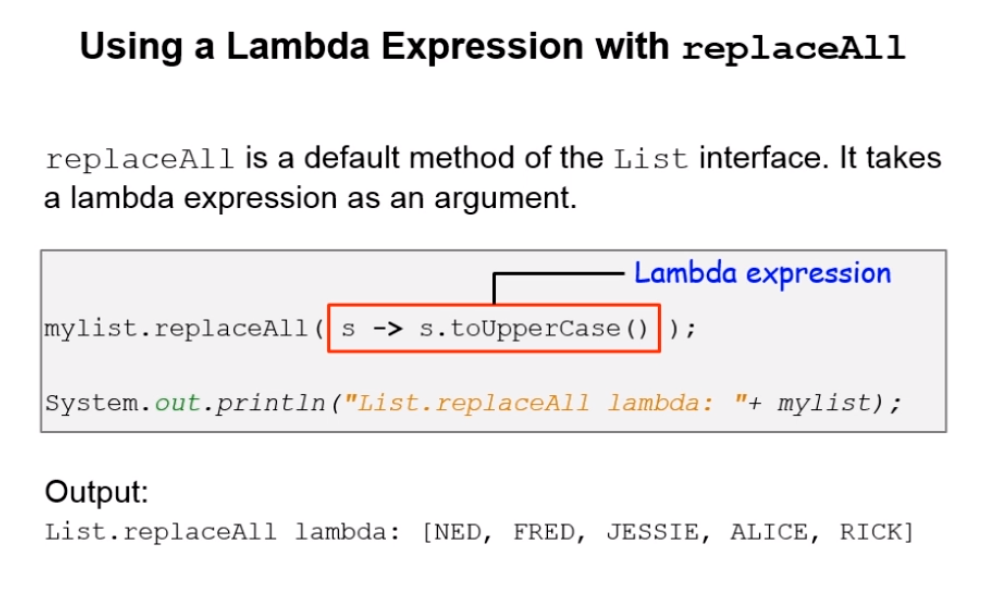 Using a Lambda Expression with replaceAll
replaceAll is a default method of the List interface. It takes
a lambda expression as an argument.
Lambda expression
mylist.replaceAll( s -> s.toUpperCase() );
System.out.println("List.replaceAll lambda: "+ mylist);
Output:
List.replaceAll lambda: [NED, FRED, JESSIE, ALICE, RICK]